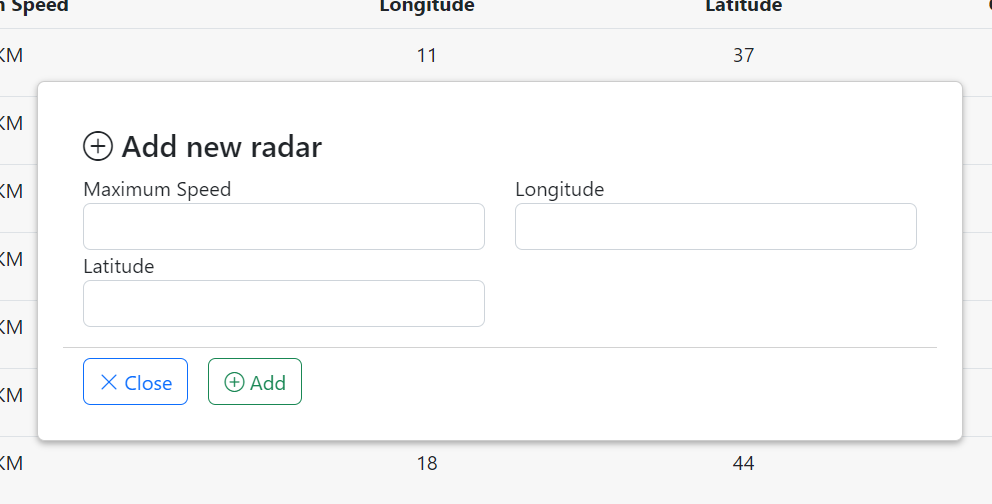 m Speed Longitude Latitude
KM 11 37
KM
Add new radar
KM
Maximum Speed Longitude
KM
Latitude
KM
Close Add
KM
KM 18 44